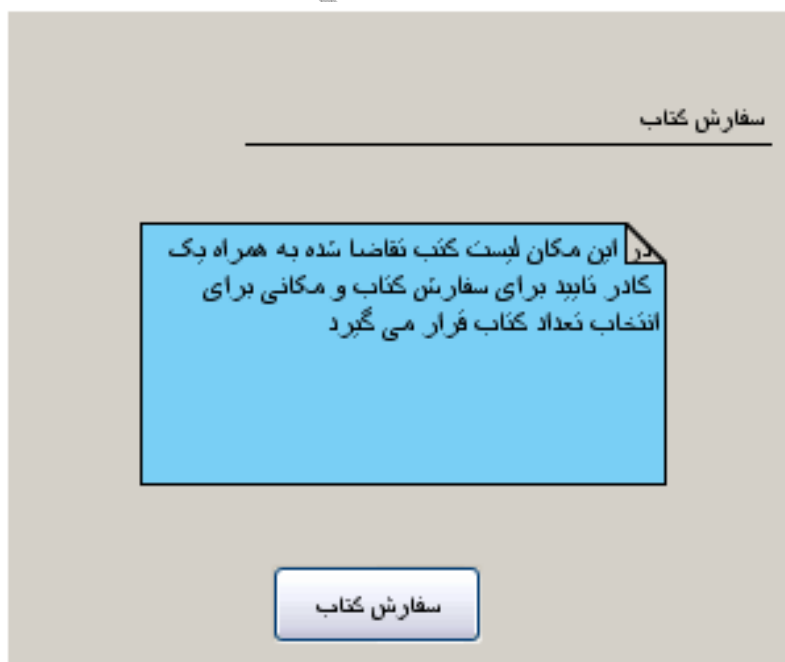 سفارش کتاب
در این مکان لیست کتب تقاضا شده به همراه یک
کادر تایید برای سفارش کتاب و مکانی برای
انتخاب تعداد کتاب قرار می گیرد
سفارش کتاب